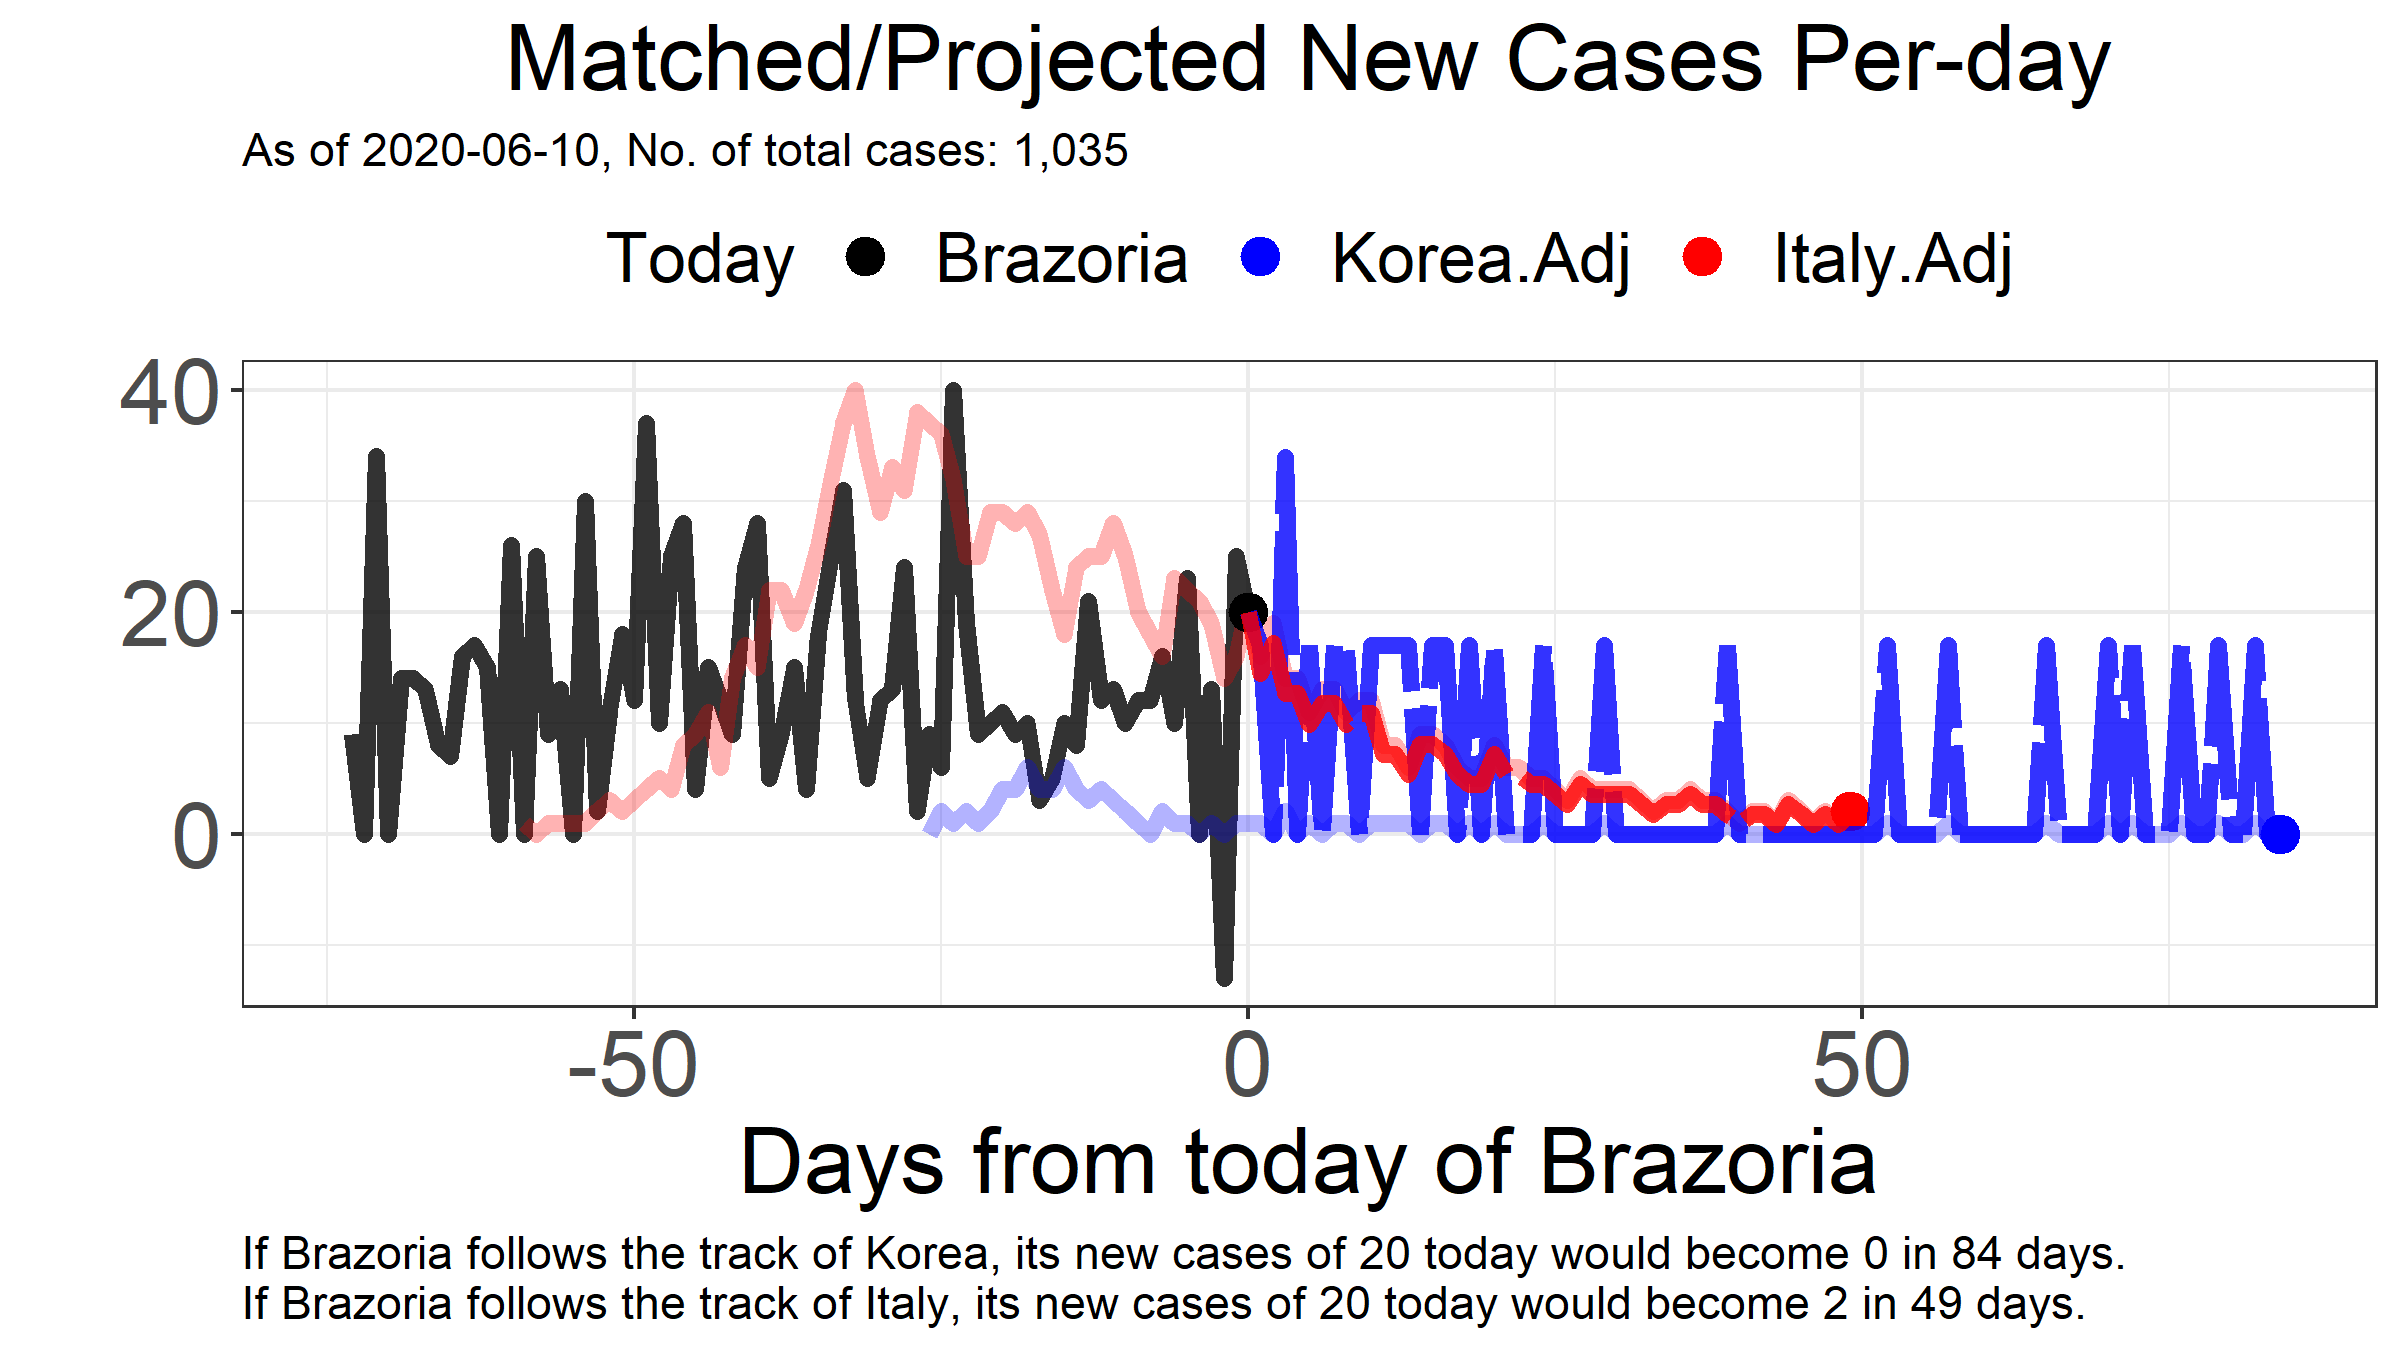 Matched/Projected New Cases Per-day
As of 2020-06-10, No. of total cases: 1,035
Today Brazoria Korea.Adj Italy.Adj
40
20
0
-50 0 50
Days from today of Brazoria
If Brazoria follows the track of Korea, its new cases of 20 today would become 0 in 84 days.
If Brazoria follows the track of Italy, its new cases of 20 today would become 2 in 49 days.